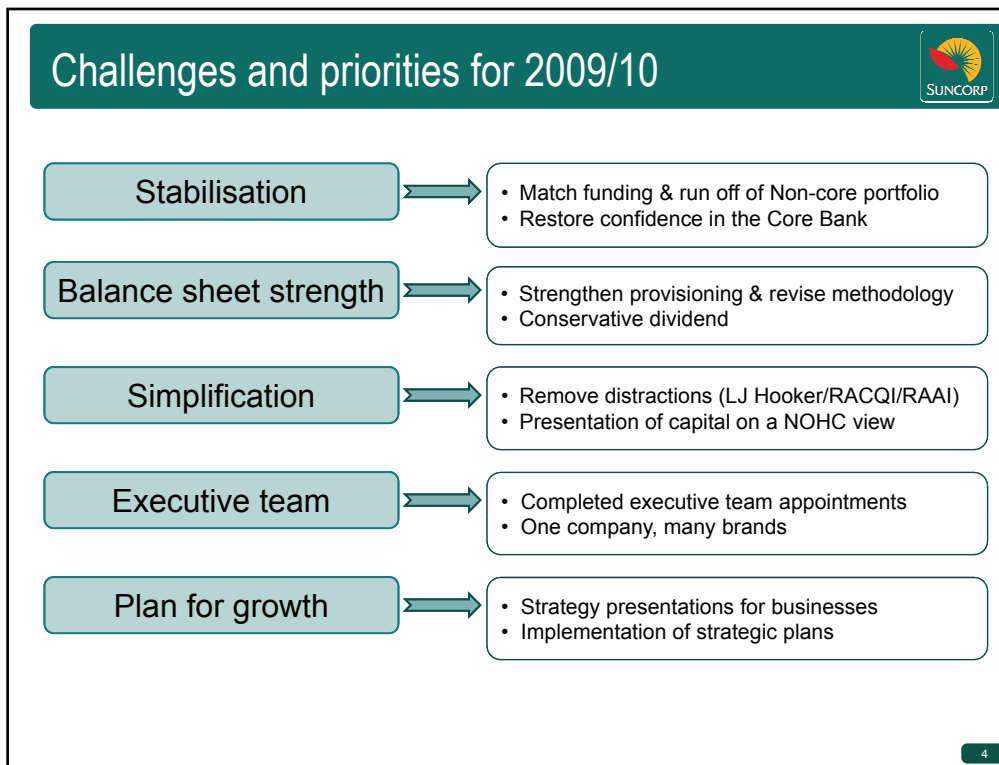 Challenges and priorities for 2009/10
SUNCORP
Stabilisation
• Match funding & run off of Non-core portfolio
• Restore confidence in the Core Bank
Balance sheet strength
• Strengthen provisioning & revise methodology
• Conservative dividend
Simplification
• Remove distractions (LJ Hooker/RACQI/RAAI)
• Presentation of capital on a NOHC view
Executive team
• Completed executive team appointments
• One company, many brands
Plan for growth
• Strategy presentations for businesses
• Implementation of strategic plans
4